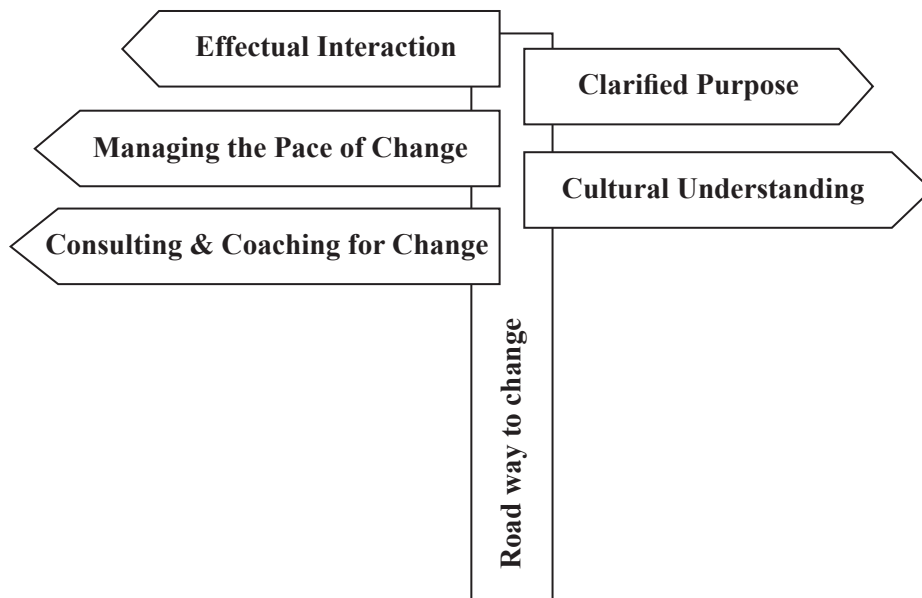 Effectual Interaction
Clarified Purpose
Managing the Pace of Change
Cultural Understanding
Consulting & Coaching for Change
Road way to change